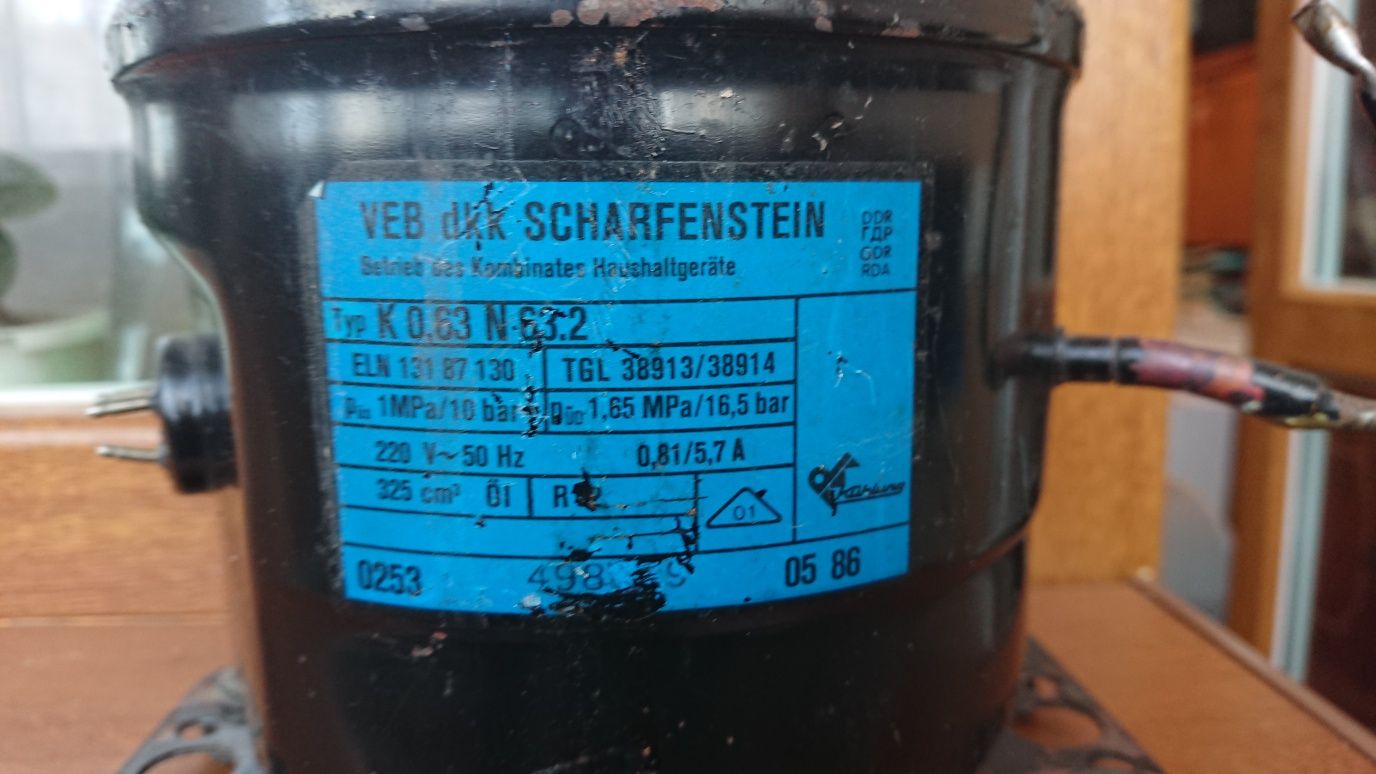 VEB dkk SCHARFENSTEIN
Betrieb des Kombinates Haushaltgeräte
DDR
ГДР
GDR
RDA
Typ K 0.63 N 63.2
ELN 131 87 130
TGL 38913/38914
püo 1MPa/10 bar
püo 1,65 MPa/16,5 bar
220 V~50 Hz
0,81/5,7 A
325 cm³ Öl
01
0253
05 86